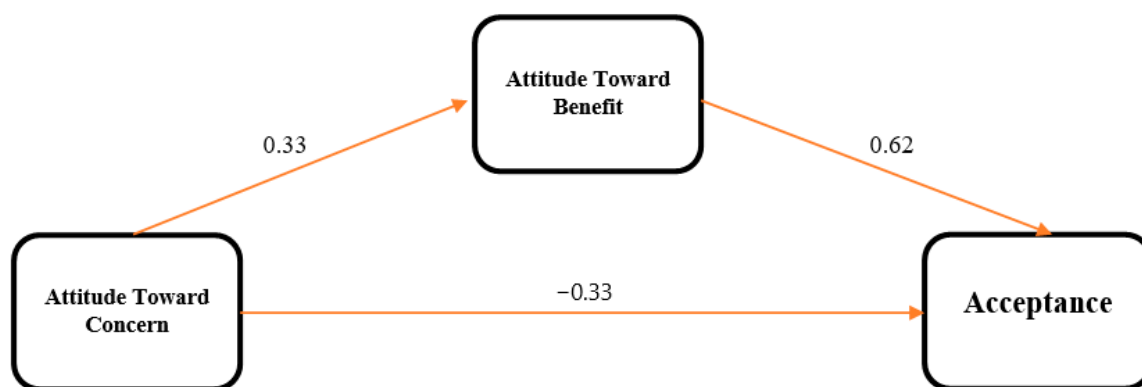 Attitude Toward
Benefit
0.33
0.62
Attitude Toward
Concern
−0.33
Acceptance